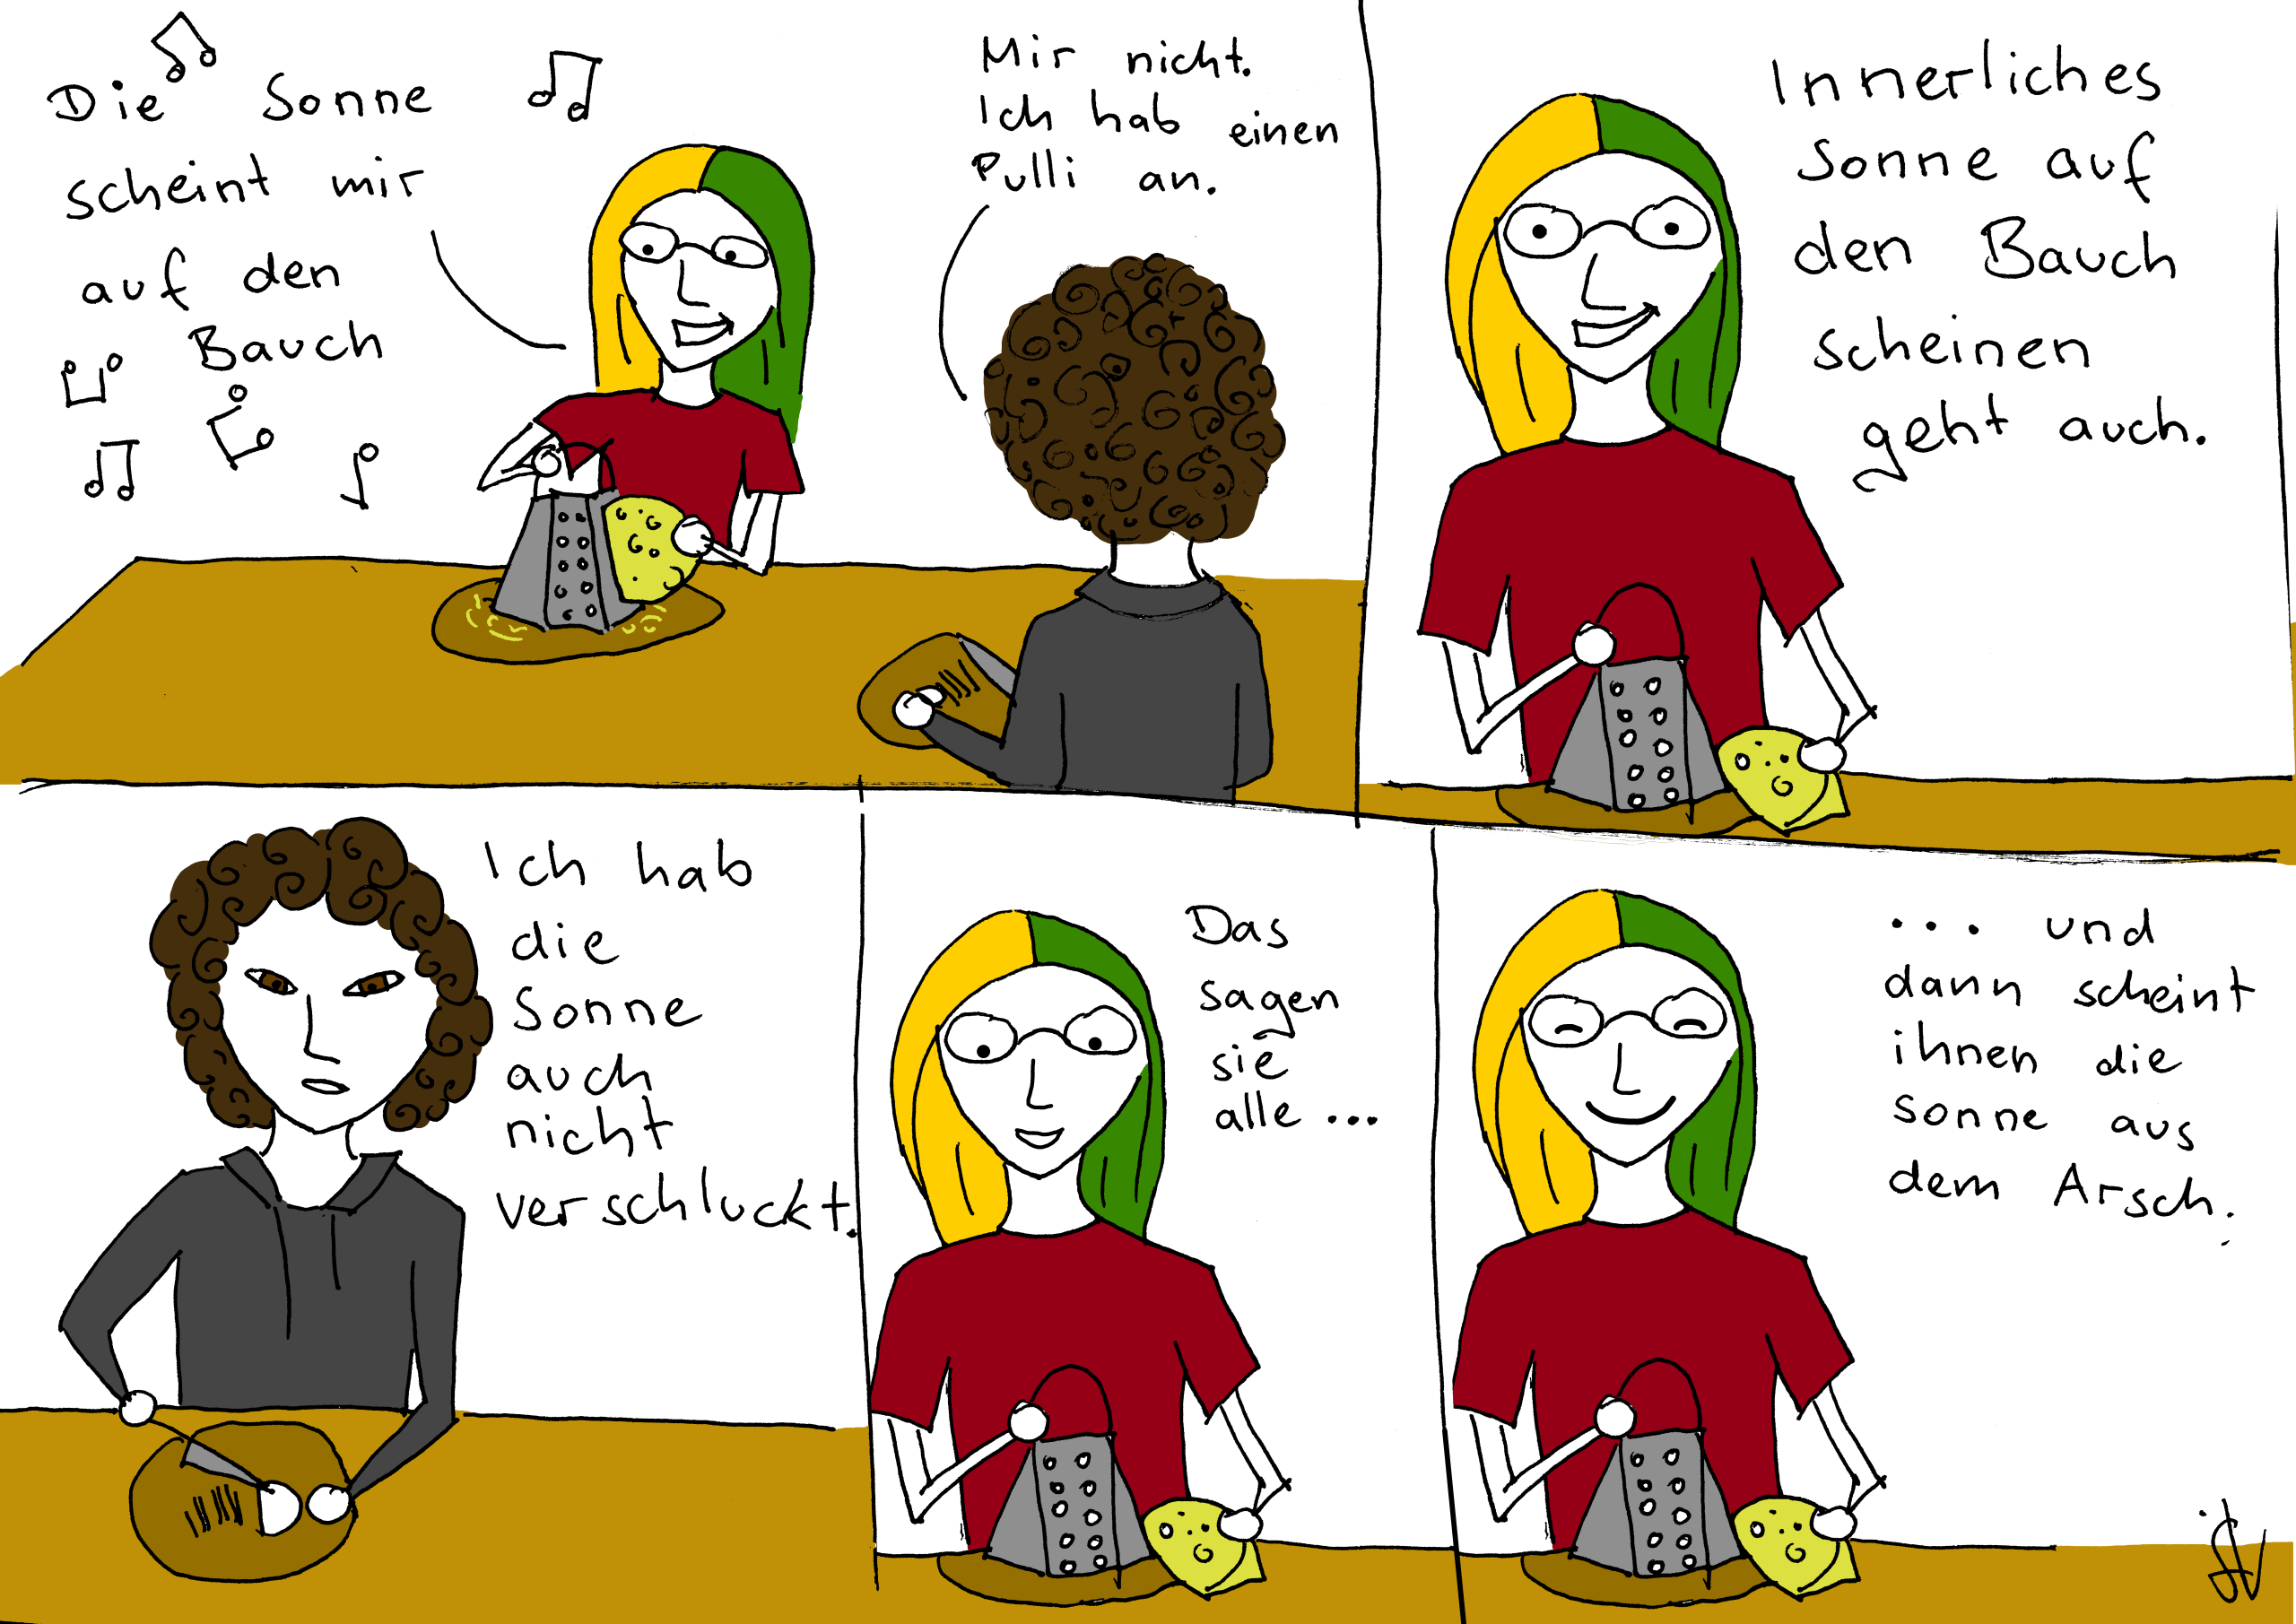 Die Sonne
scheint mir
auf den
Bauch
Mir nicht.
Ich hab einen
Pulli an.
Innerliches
Sonne auf
den Bauch
scheinen
geht auch.
Ich hab
die
Sonne
auch
nicht
verschluckt.
Das
sagen
sie
alle ...
... und
dann scheint
ihnen die
Sonne aus
dem Arsch.